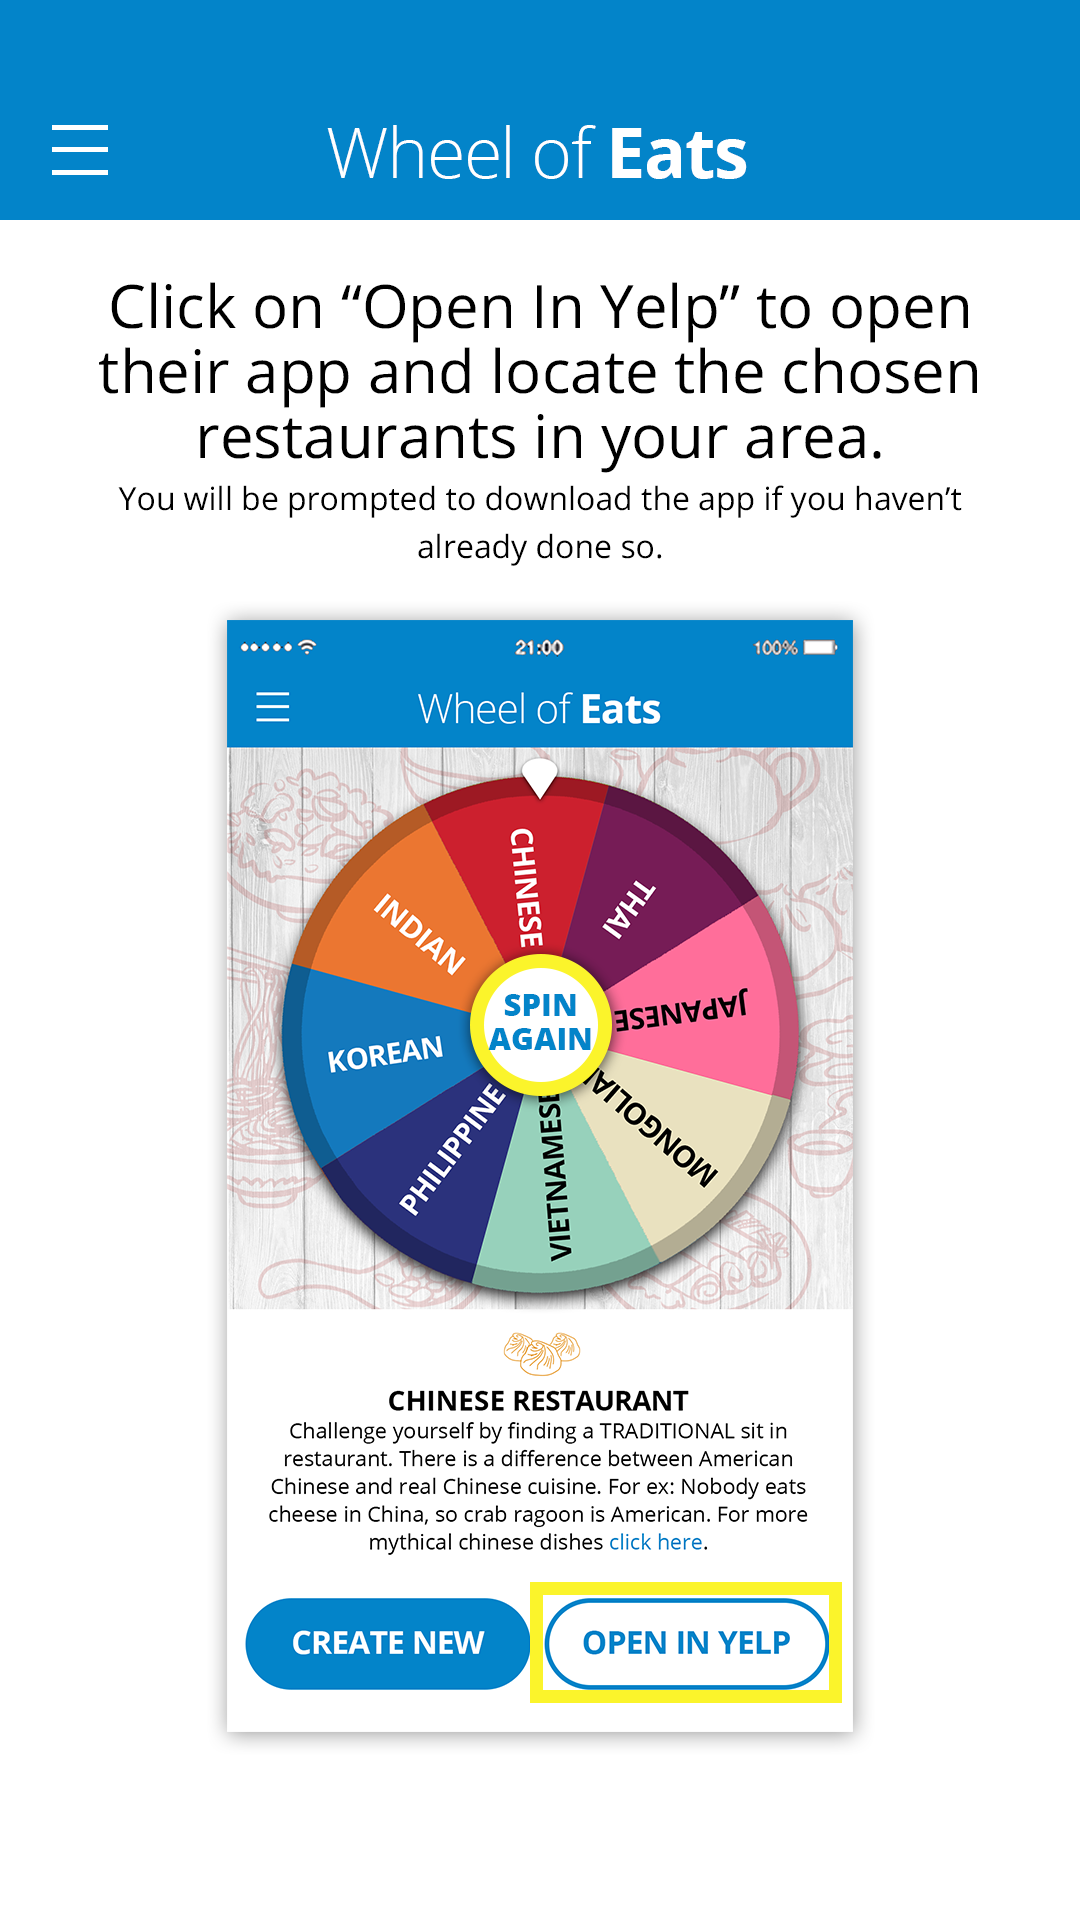 Wheel of Eats
Click on “Open In Yelp” to open
their app and locate the chosen
restaurants in your area.
You will be prompted to download the app if you haven’t
already done so.
21:00
100%
Wheel of Eats
CHINESE
THAI
INDIAN
JAPANESE
SPIN
AGAIN
KOREAN
MONGOLIA
PHILIPPINE
VIETNAMESE
CHINESE RESTAURANT
Challenge yourself by finding a TRADITIONAL sit in
restaurant. There is a difference between American
Chinese and real Chinese cuisine. For ex: Nobody eats
cheese in China, so crab ragoon is American. For more
mythical chinese dishes click here.
CREATE NEW
OPEN IN YELP